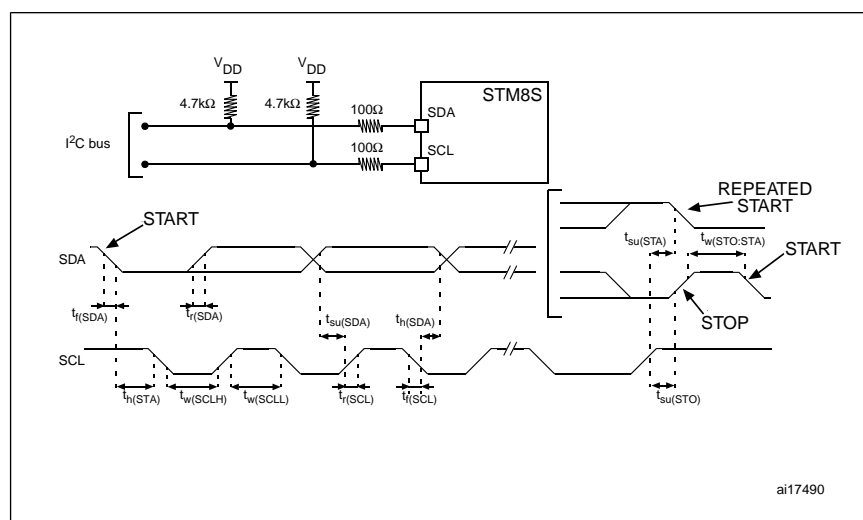 V_DD V_DD
4.7kΩ 4.7kΩ 100Ω STM8S
SDA
I²C bus
100Ω SCL
REPEATED
START
START
t_su(STA) t_w(STO:STA)
START
SDA
t_f(SDA) t_r(SDA) t_su(SDA) t_h(SDA)
STOP
SCL
t_h(STA) t_w(SCLH) t_w(SCLL) t_r(SCL) t_f(SCL) t_su(STO)
ai17490